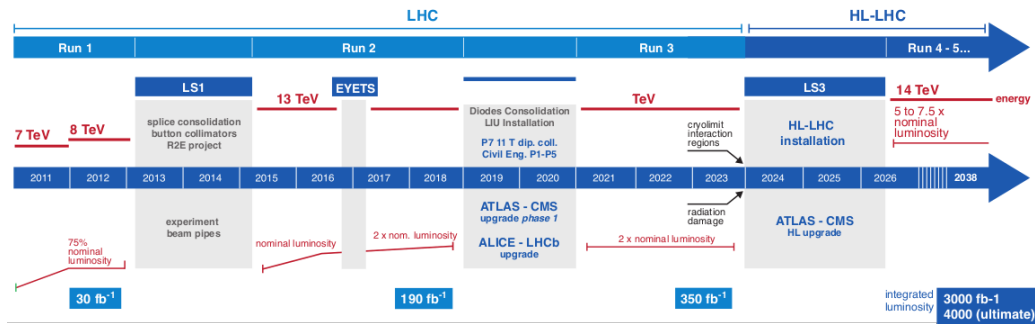 LHC
HL-LHC
Run 1
Run 2
Run 3
Run 4 - 5...
LS1
EYETS
LS3
14 TeV
13 TeV
TeV
energy
7 TeV
8 TeV
splice consolidation
button collimators
R2E project
Diodes Consolidation
LIU Installation
P7 11 T dip. coll.
Civil Eng. P1-P5
cryolimit
interaction
regions
HL-LHC
installation
5 to 7.5 x
nominal
luminosity
2011 2012 2013 2014 2015 2016 2017 2018 2019 2020 2021 2022 2023 2024 2025 2026 2038
experiment
beam pipes
ATLAS - CMS
upgrade phase 1
ALICE - LHCb
upgrade
radiation
damage
ATLAS - CMS
HL upgrade
75%
nominal
luminosity
nominal luminosity
2 x nom. luminosity
2 x nominal luminosity
30 fb-1
190 fb-1
350 fb-1
integrated
luminosity
3000 fb-1
4000 (ultimate)